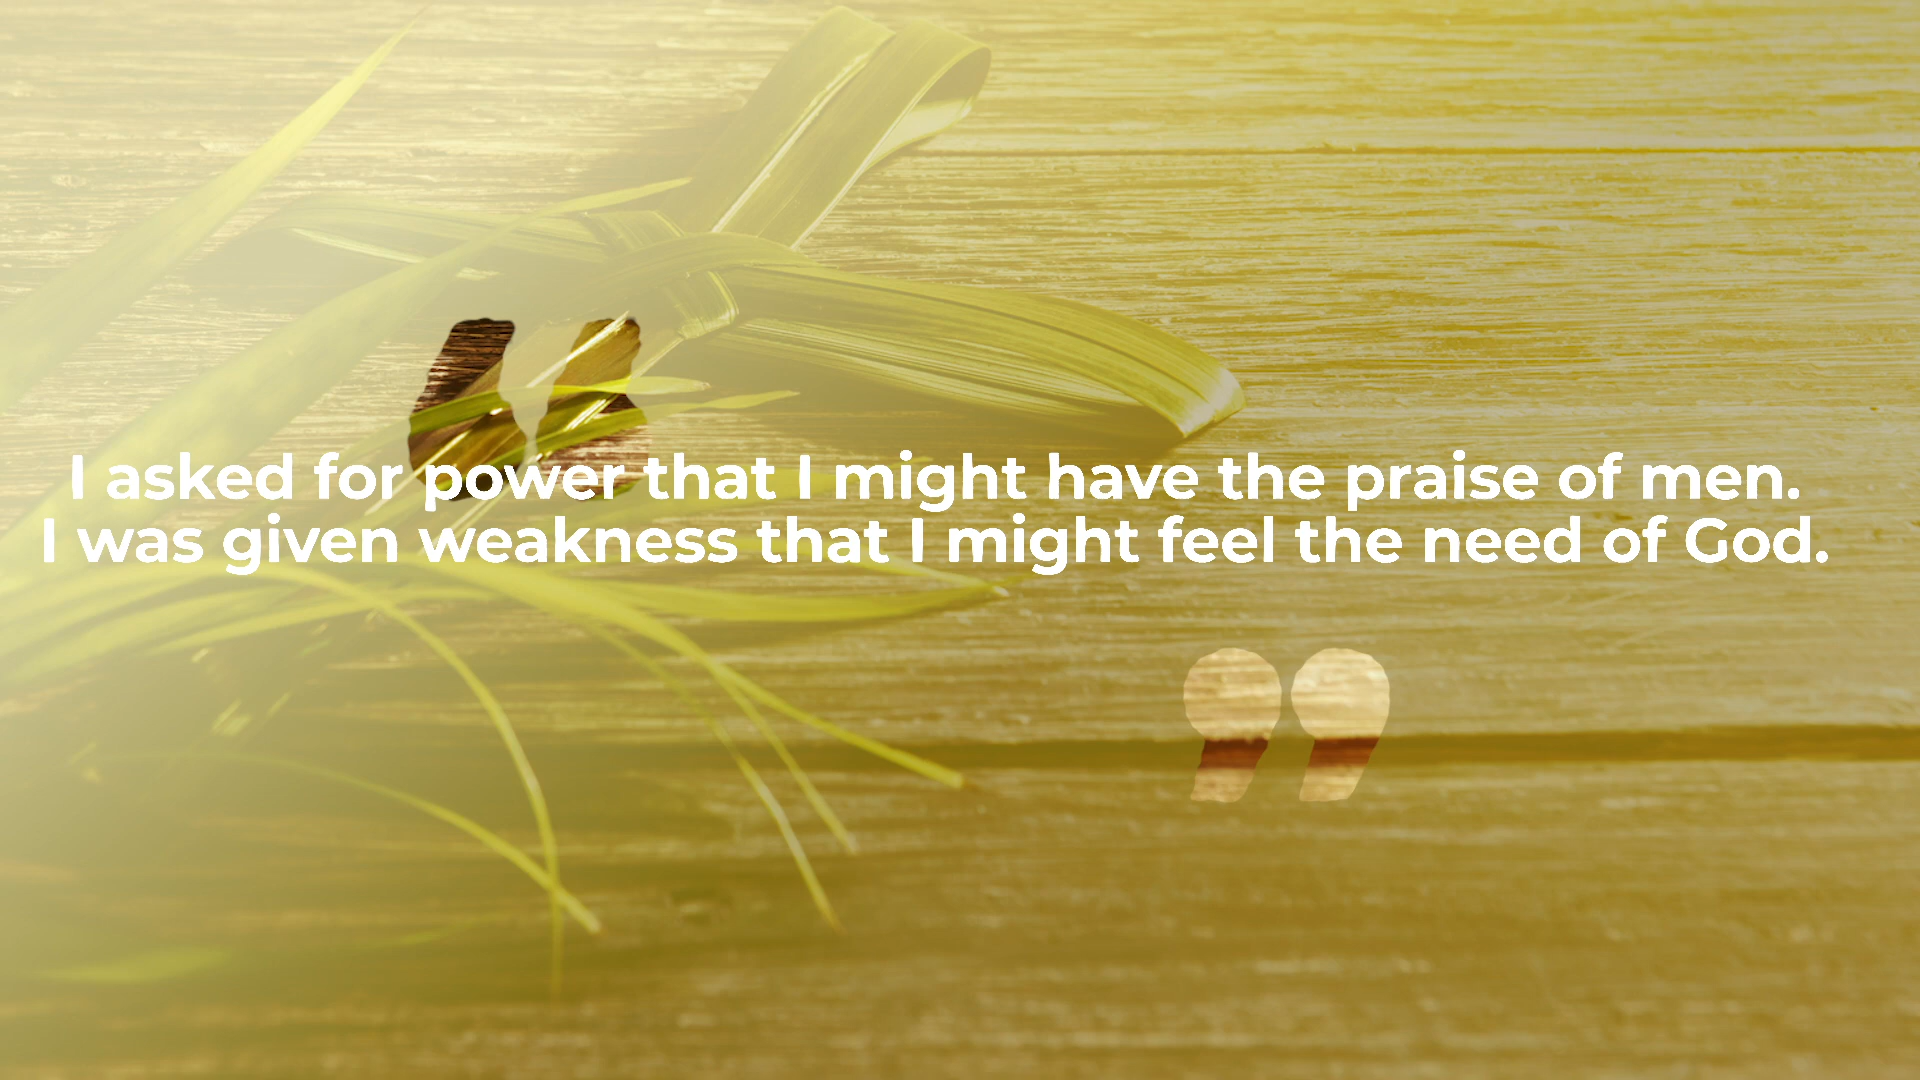 I asked for power that I might have the praise of men.
I was given weakness that I might feel the need of God.